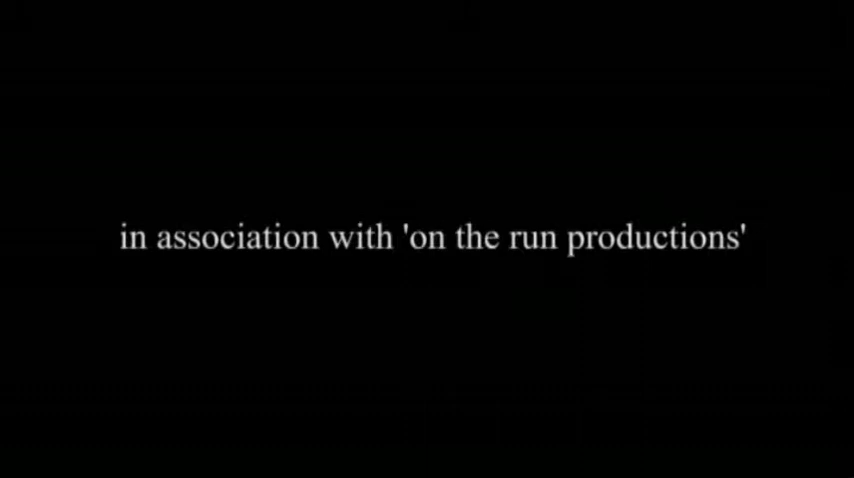 in association with 'on the run productions'